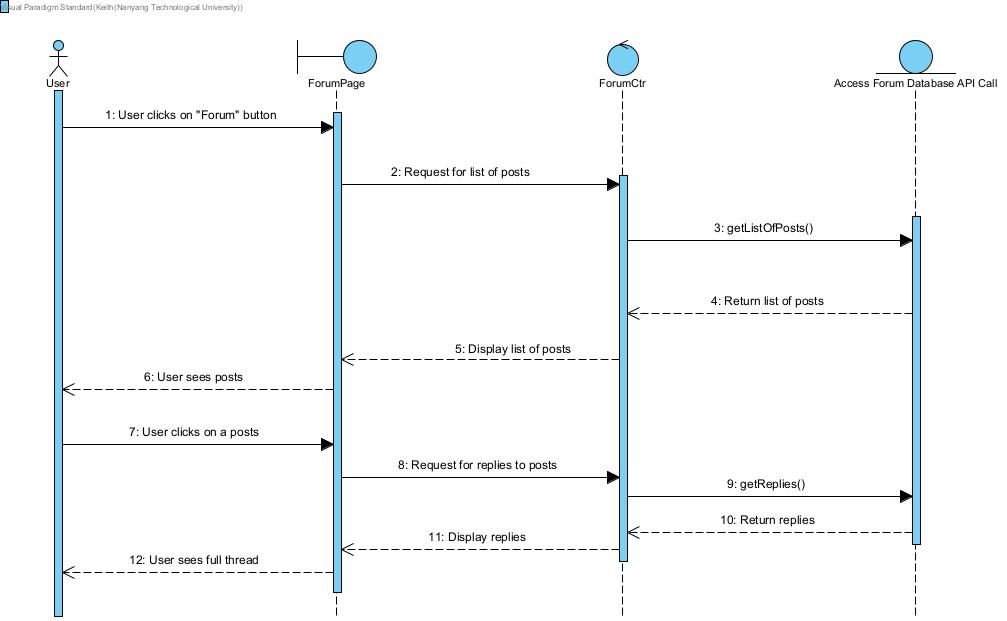 Visual Paradigm Standard(Keith(Nanyang Technological University))
User
ForumPage
ForumCtr
Access Forum Database API Call
1: User clicks on "Forum" button
2: Request for list of posts
3: getListOfPosts()
4: Return list of posts
5: Display list of posts
6: User sees posts
7: User clicks on a posts
8: Request for replies to posts
9: getReplies()
10: Return replies
11: Display replies
12: User sees full thread